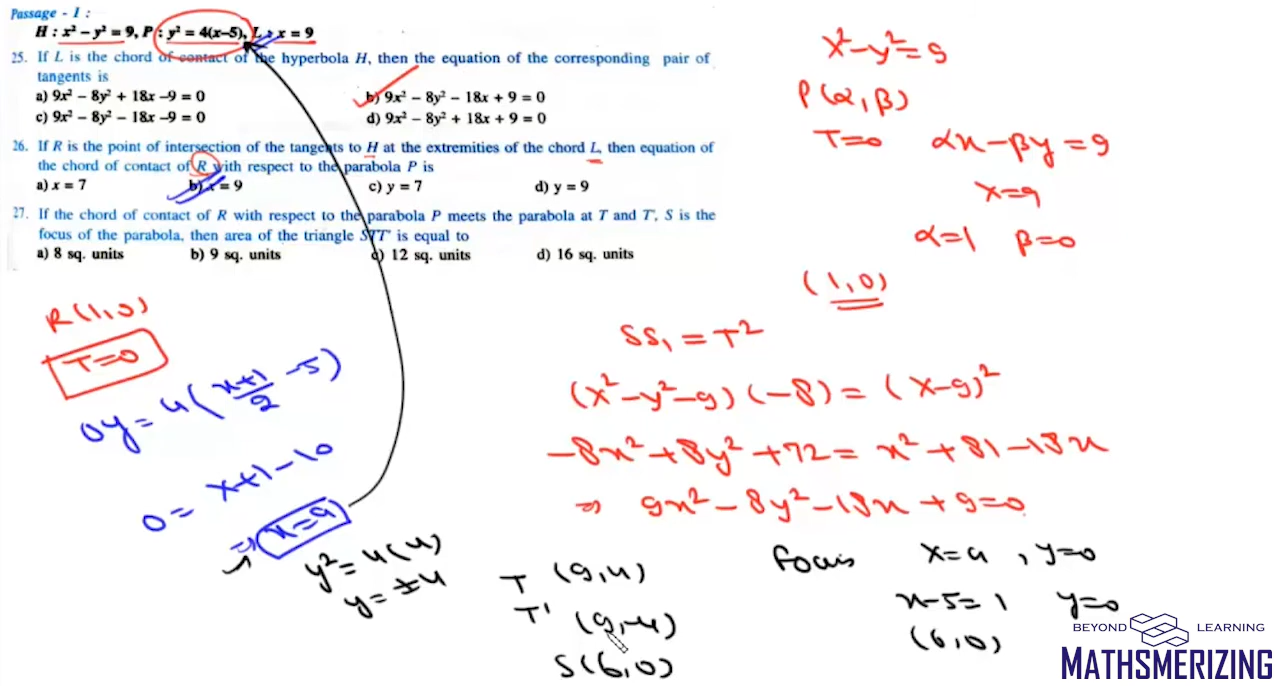 Passage - I :
H : x² – y² = 9, P : y² = 4(x–5), L : x = 9
25. If L is the chord of contact of the hyperbola H, then the equation of the corresponding pair of
tangents is
a) 9x² – 8y² + 18x –9 = 0 b) 9x² – 8y² – 18x + 9 = 0
c) 9x² – 8y² – 18x –9 = 0 d) 9x² – 8y² + 18x + 9 = 0
26. If R is the point of intersection of the tangents to H at the extremities of the chord L, then equation of
the chord of contact of R with respect to the parabola P is
a) x = 7 b) x = 9 c) y = 7 d) y = 9
27. If the chord of contact of R with respect to the parabola P meets the parabola at T and T', S is the
focus of the parabola, then area of the triangle STT' is equal to
a) 8 sq. units b) 9 sq. units c) 12 sq. units d) 16 sq. units
x² – y² = 9
P(α, β)
T=0 αx – βy = 9
x=9
α=1 β=0
(1,0)
R(1,0)
T=0
0y = 4(x+1/2 – 5)
0 = x+1–10
⇒ x=9
y² = 4(4)
y = ±4
SS₁ = T²
(x² – y² – 9)(–8) = (x–9)²
–8x² + 8y² + 72 = x² + 81 – 18x
⇒ 9x² – 8y² – 18x + 9 = 0
T (9,4)
T' (9,-4)
S(6,0)
focus x=a , y=0
x–5=1 y=0
(6,0)
BEYOND LEARNING
MATHSMERIZING